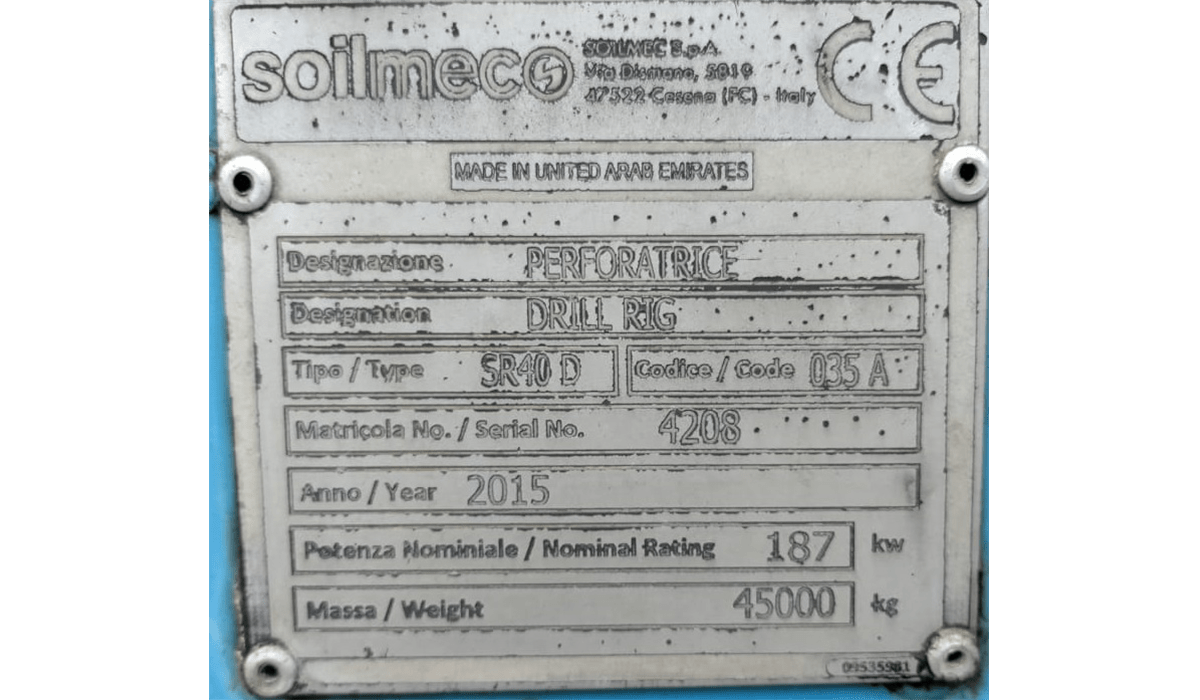 soilmec
SOILMEC S.p.A.
Via Dismano, 5819
47522 Cesena (FC) - Italy
CE
MADE IN UNITED ARAB EMIRATES
Designazione PERFORATRICE
Designation DRILL RIG
Tipo / Type SR40 D Codice / Code 035 A
Matricola No. / Serial No. 4208
Anno / Year 2015
Potenza Nominiale / Nominal Rating 187 kw
Massa / Weight 45000 kg